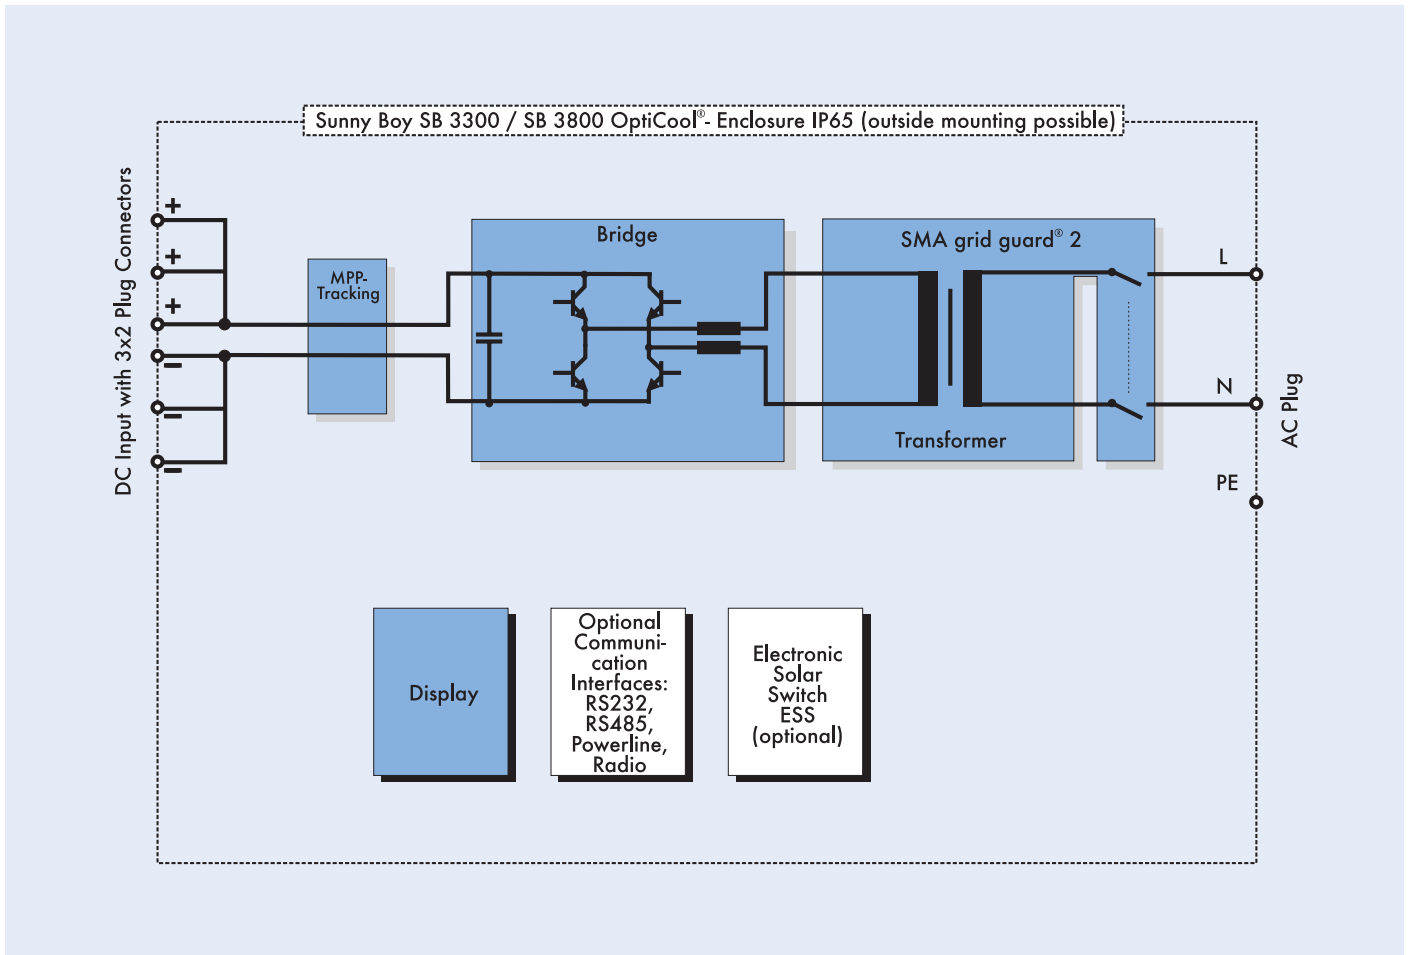 Sunny Boy SB 3300 / SB 3800 OptiCool®- Enclosure IP65 (outside mounting possible)
DC Input with 3x2 Plug Connectors
+
+
+
–
–
–
MPP-
Tracking
Bridge
SMA grid guard® 2
Transformer
L
N
PE
AC Plug
Display
Optional
Communi-
cation
Interfaces:
RS232,
RS485,
Powerline,
Radio
Electronic
Solar
Switch
ESS
(optional)